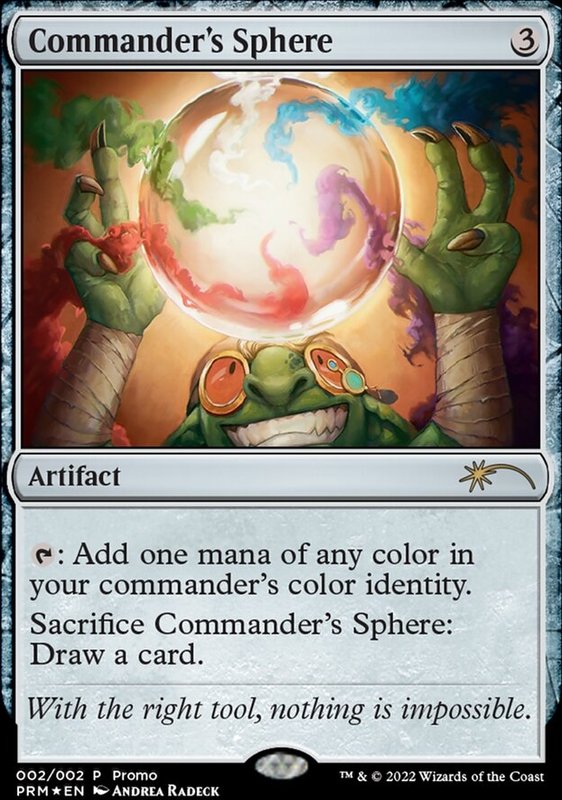 Commander's Sphere 3
Artifact
: Add one mana of any color in
your commander's color identity.
Sacrifice Commander's Sphere:
Draw a card.
With the right tool, nothing is impossible.
002/002 P Promo
PRM★EN Andrea Radeck
™ & © 2022 Wizards of the Coast